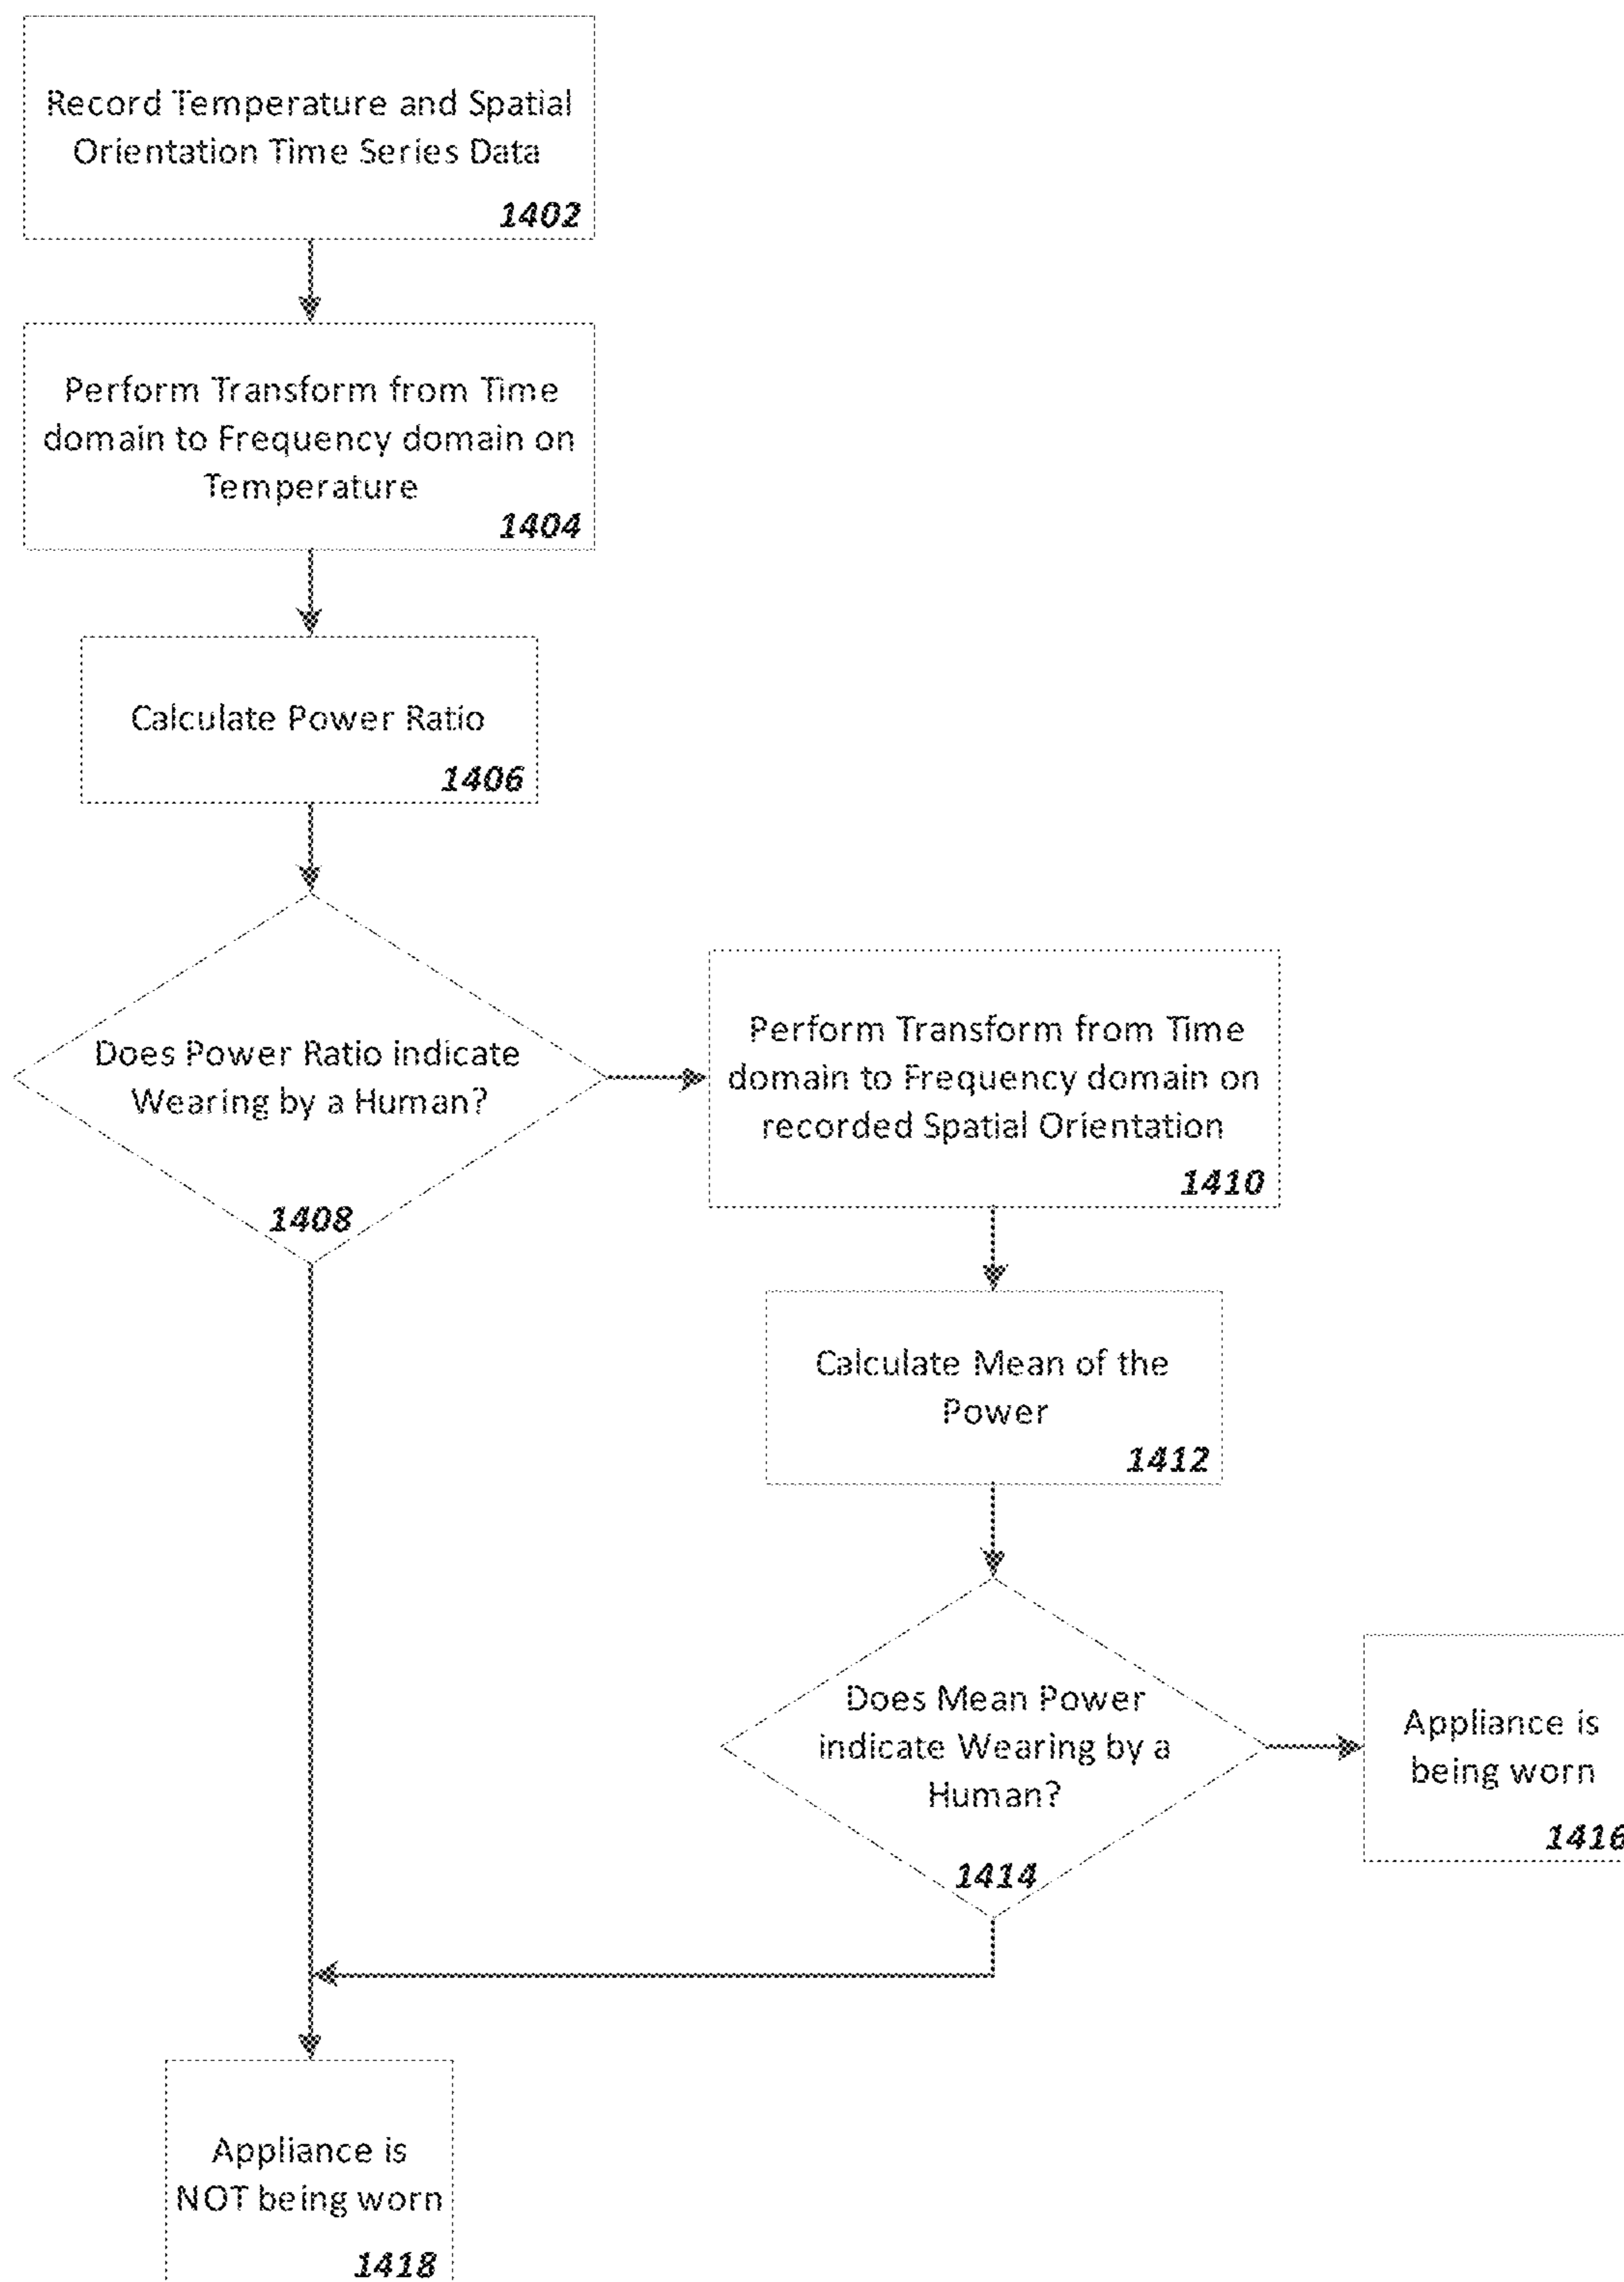 Record Temperature and Spatial
Orientation Time Series Data
1402
Perform Transform from Time
domain to Frequency domain on
Temperature
1404
Calculate Power Ratio
1406
Does Power Ratio indicate
Wearing by a Human?
1408
Perform Transform from Time
domain to Frequency domain on
recorded Spatial Orientation
1410
Calculate Mean of the
Power
1412
Does Mean Power
indicate Wearing by a
Human?
1414
Appliance is
being worn
1416
Appliance is
NOT being worn
1418